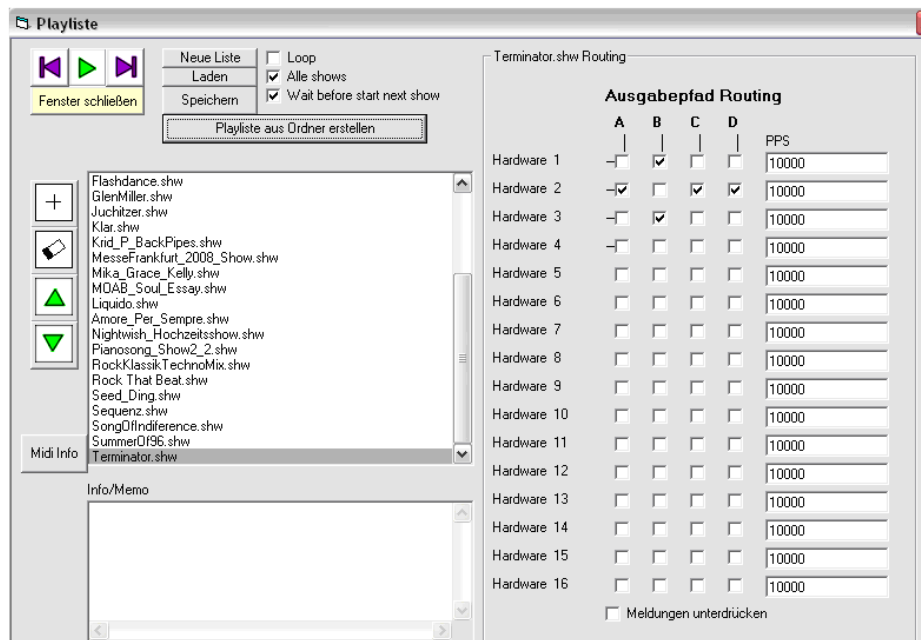 Playliste
Neue Liste
Laden
Speichern
Fenster schließen
Loop
Alle shows
Wait before start next show
Playliste aus Ordner erstellen
Flashdance.shw
GlenMiller.shw
Juchitzer.shw
Klar.shw
Krid_P_BackPipes.shw
MesseFrankfurt_2008_Show.shw
Mika_Grace_Kelly.shw
MOAB_Soul_Essay.shw
Liquido.shw
Amore_Per_Sempre.shw
Nightwish_Hochzeitsshow.shw
Pianosong_Show2_2.shw
RockKlassikTechnoMix.shw
Rock That Beat.shw
Seed_Ding.shw
Sequenz.shw
SongOfIndiference.shw
SummerOf96.shw
Terminator.shw
Midi Info
Info/Memo
Terminator.shw Routing
Ausgabepfad Routing
A B C D
PPS
Hardware 1 10000
Hardware 2 10000
Hardware 3 10000
Hardware 4 10000
Hardware 5 10000
Hardware 6 10000
Hardware 7 10000
Hardware 8 10000
Hardware 9 10000
Hardware 10 10000
Hardware 11 10000
Hardware 12 10000
Hardware 13 10000
Hardware 14 10000
Hardware 15 10000
Hardware 16 10000
Meldungen unterdrücken